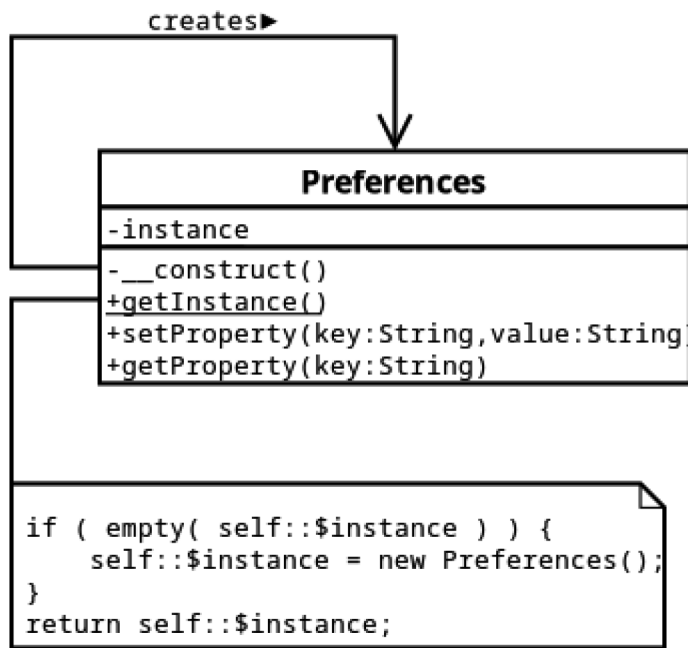 creates►
Preferences
-instance
-__construct()
+getInstance()
+setProperty(key:String,value:String)
+getProperty(key:String)
if ( empty( self::$instance ) ) {
    self::$instance = new Preferences();
}
return self::$instance;